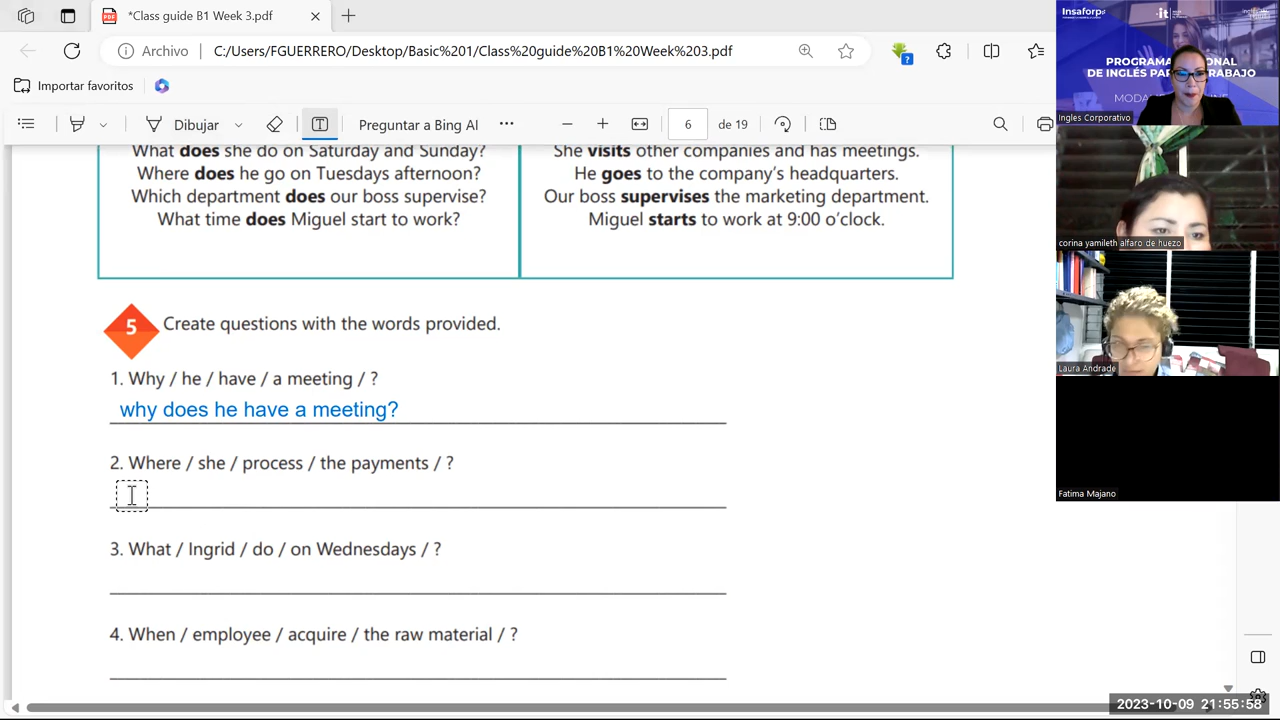 *Class guide B1 Week 3.pdf
Archivo
C:/Users/FGUERRERO/Desktop/Basic%201/Class%20guide%20B1%20Week%203.pdf
Importar favoritos
Dibujar
Preguntar a Bing AI
6
de 19
What does she do on Saturday and Sunday?
Where does he go on Tuesdays afternoon?
Which department does our boss supervise?
What time does Miguel start to work?
She visits other companies and has meetings.
He goes to the company's headquarters.
Our boss supervises the marketing department.
Miguel starts to work at 9:00 o'clock.
5
Create questions with the words provided.
1. Why / he / have / a meeting / ?
why does he have a meeting?
2. Where / she / process / the payments / ?
3. What / Ingrid / do / on Wednesdays / ?
4. When / employee / acquire / the raw material / ?
Insaforp
it
Ingles Corporativo
corina yamileth alfaro de huezo
Laura Andrade
Fatima Majano
2023-10-09 21:55:58